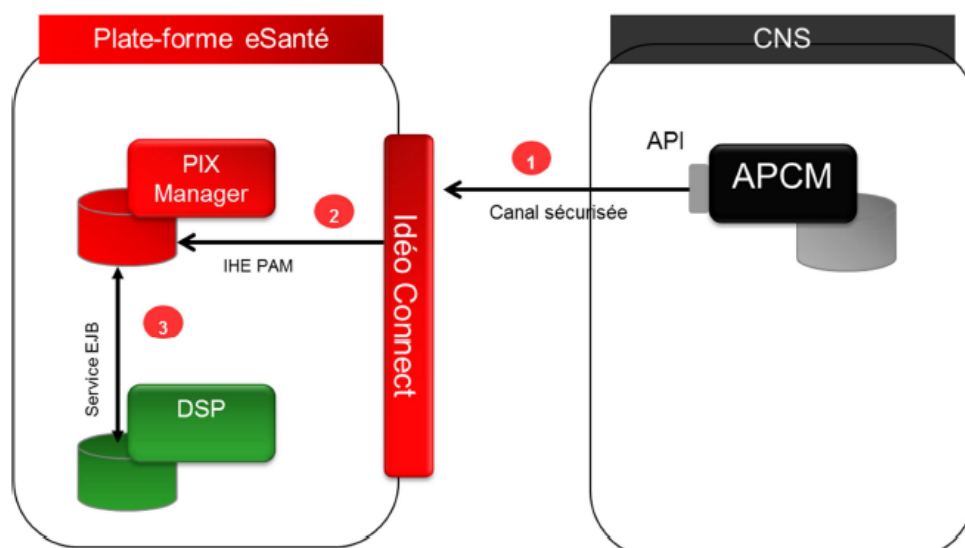 Plate-forme eSanté
CNS
PIX
Manager
API
APCM
1
Canal sécurisée
2
IHE PAM
Idéo Connect
3
Service EJB
DSP